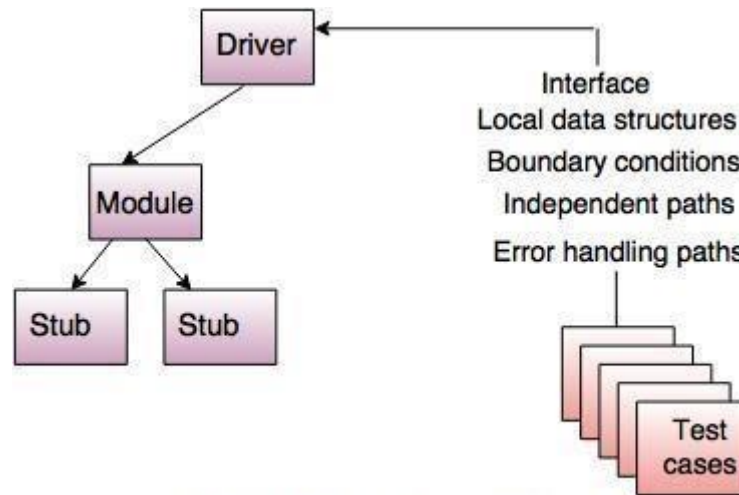 Driver
Interface
Local data structures
Boundary conditions
Module
Independent paths
Error handling paths
Stub
Stub
Test
cases